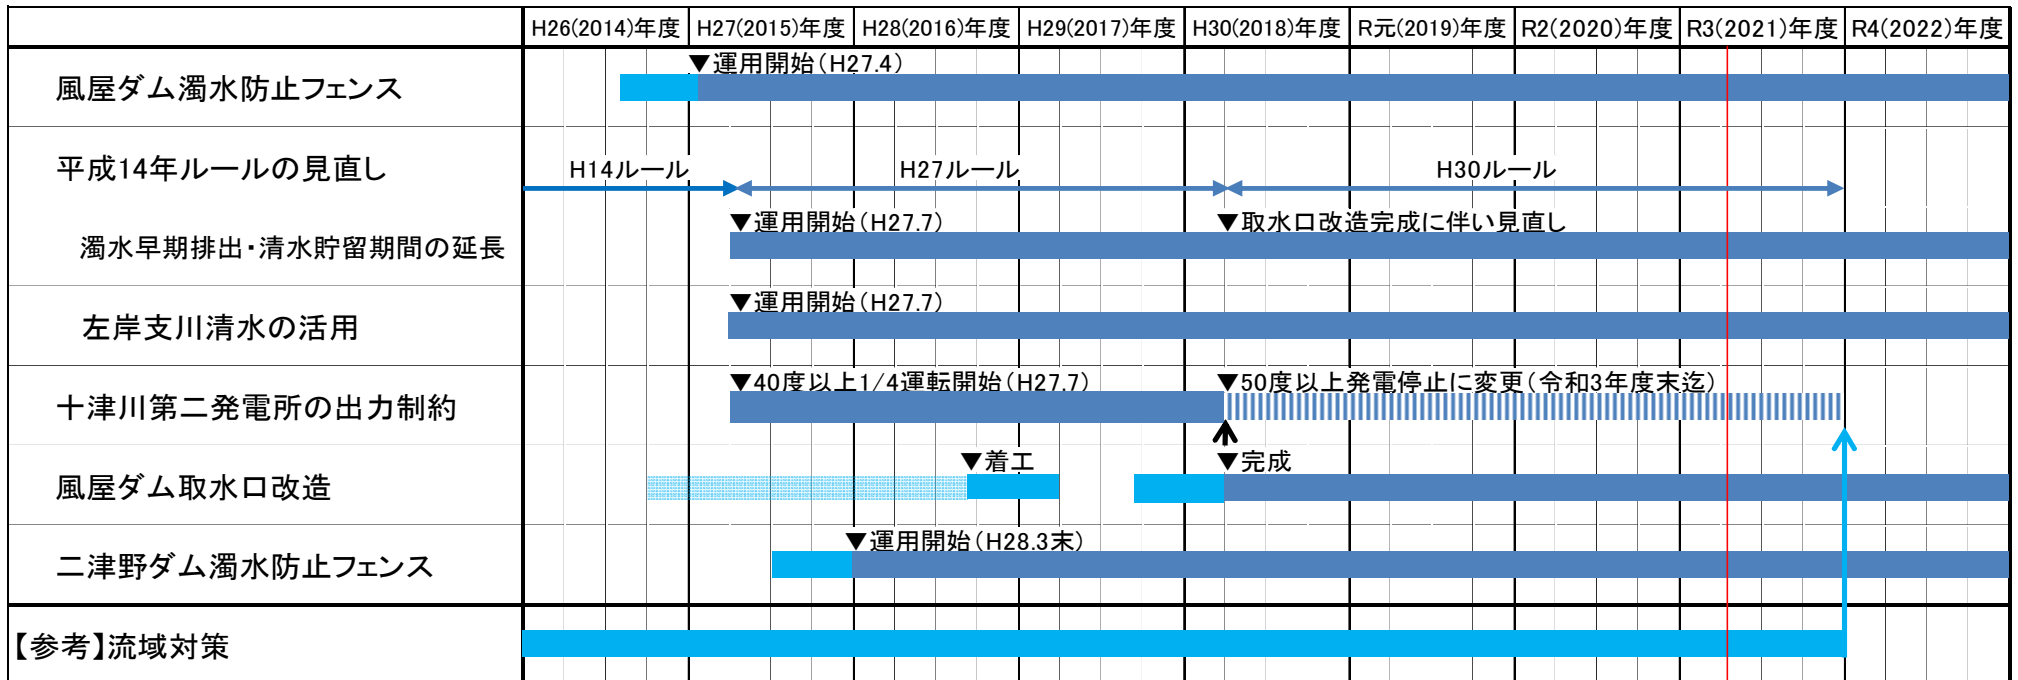 H26(2014)年度 H27(2015)年度 H28(2016)年度 H29(2017)年度 H30(2018)年度 R元(2019)年度 R2(2020)年度 R3(2021)年度 R4(2022)年度
▼運用開始(H27.4)
風屋ダム濁水防止フェンス
平成14年ルールの見直し
H14ルール H27ルール H30ルール
▼運用開始(H27.7) ▼取水口改造完成に伴い見直し
濁水早期排出・清水貯留期間の延長
▼運用開始(H27.7)
左岸支川清水の活用
▼40度以上1/4運転開始(H27.7) ▼50度以上発電停止に変更(令和3年度末迄)
十津川第二発電所の出力制約
▼着工 ▼完成
風屋ダム取水口改造
▼運用開始(H28.3末)
二津野ダム濁水防止フェンス
【参考】流域対策